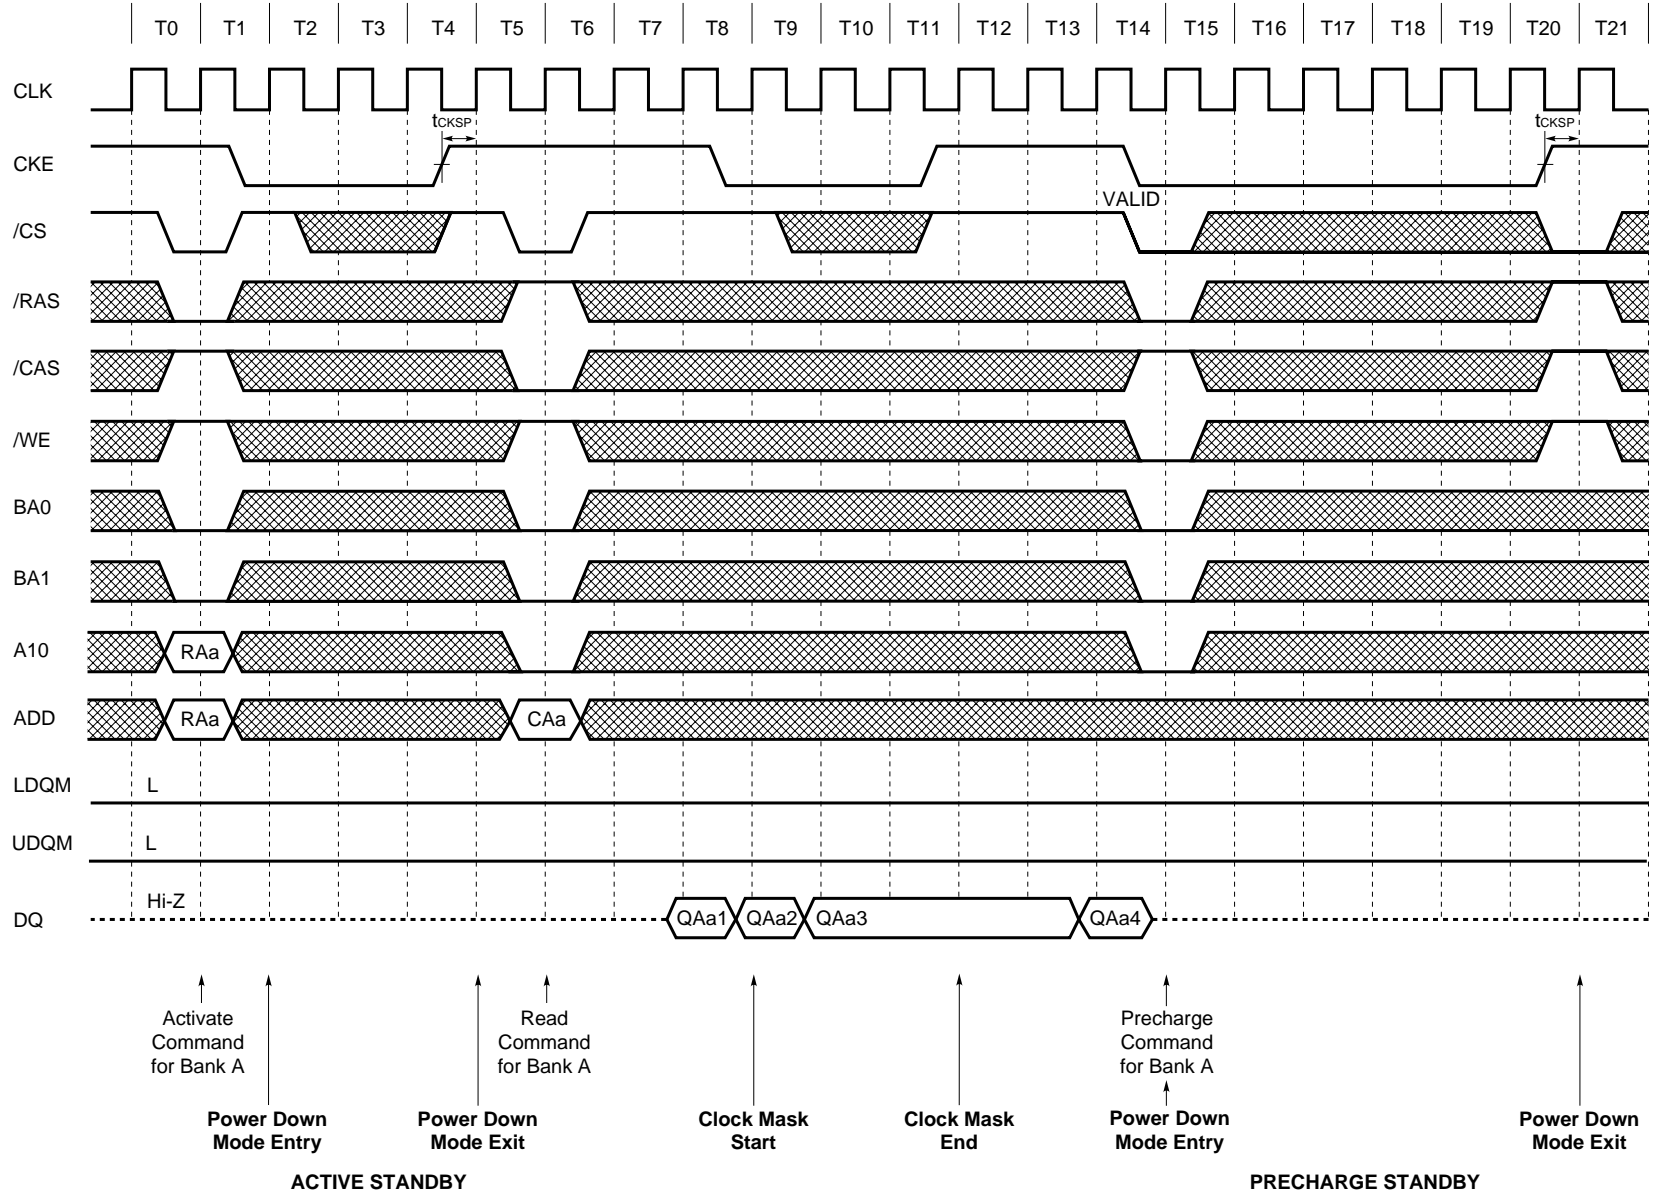 T0 T1 T2 T3 T4 T5 T6 T7 T8 T9 T10 T11 T12 T13 T14 T15 T16 T17 T18 T19 T20 T21
CLK
tCKSP tCKSP
CKE
VALID
/CS
/RAS
/CAS
/WE
BA0
BA1
A10 RAa
ADD RAa CAa
LDQM L
UDQM L
Hi-Z
DQ QAa1 QAa2 QAa3 QAa4
Activate
Command
for Bank A
Read
Command
for Bank A
Precharge
Command
for Bank A
Power Down
Mode Entry
Power Down
Mode Exit
Clock Mask
Start
Clock Mask
End
Power Down
Mode Entry
Power Down
Mode Exit
ACTIVE STANDBY
PRECHARGE STANDBY